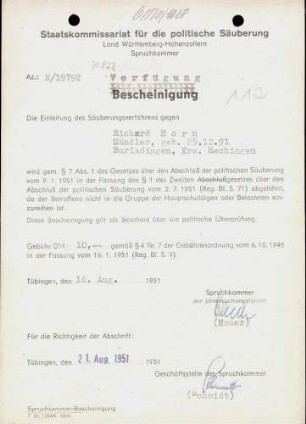 Staatskommissariat für die politische Säuberung
Land Württemberg-Hohenzollern
Spruchkammer
Az.: K/19792
Verfügung
Bescheinigung
Die Einleitung des Säuberungsverfahrens gegen
Richard Horn
Händler, geb. 25.12.91
Burladingen, Krs. Hechingen
wird gem. § 7 Abs. 1 des Gesetzes über den Abschluß der politischen Säuberung
vom 9. 1. 1951 in der Fassung des § 1 des Zweiten Abschlußgesetzes über
den Abschluß der politischen Säuberung vom 2. 7. 1951 (Reg. Bl. S. 71) abgelehnt,
da der Betroffene nicht in die Gruppe der Hauptschuldigen oder Belasteten einzureihen ist.
Diese Bescheinigung gilt als Bescheid über die politische Überprüfung.
Gebühr DM 10,-- gemäß § 4 Nr. 7 der Gebührenordnung vom 6. 10. 1948
in der Fassung vom 16. 1. 1951 (Reg. Bl. S. 9).
Tübingen, den 16. Aug. 1951
Spruchkammer
der Untersuchungsführer:
Für die Richtigkeit der Abschrift:
Tübingen, den 21. Aug. 1951 1951
Geschäftsstelle der Spruchkammer
(Schmidt)
Spruchkammer-Bescheinigung